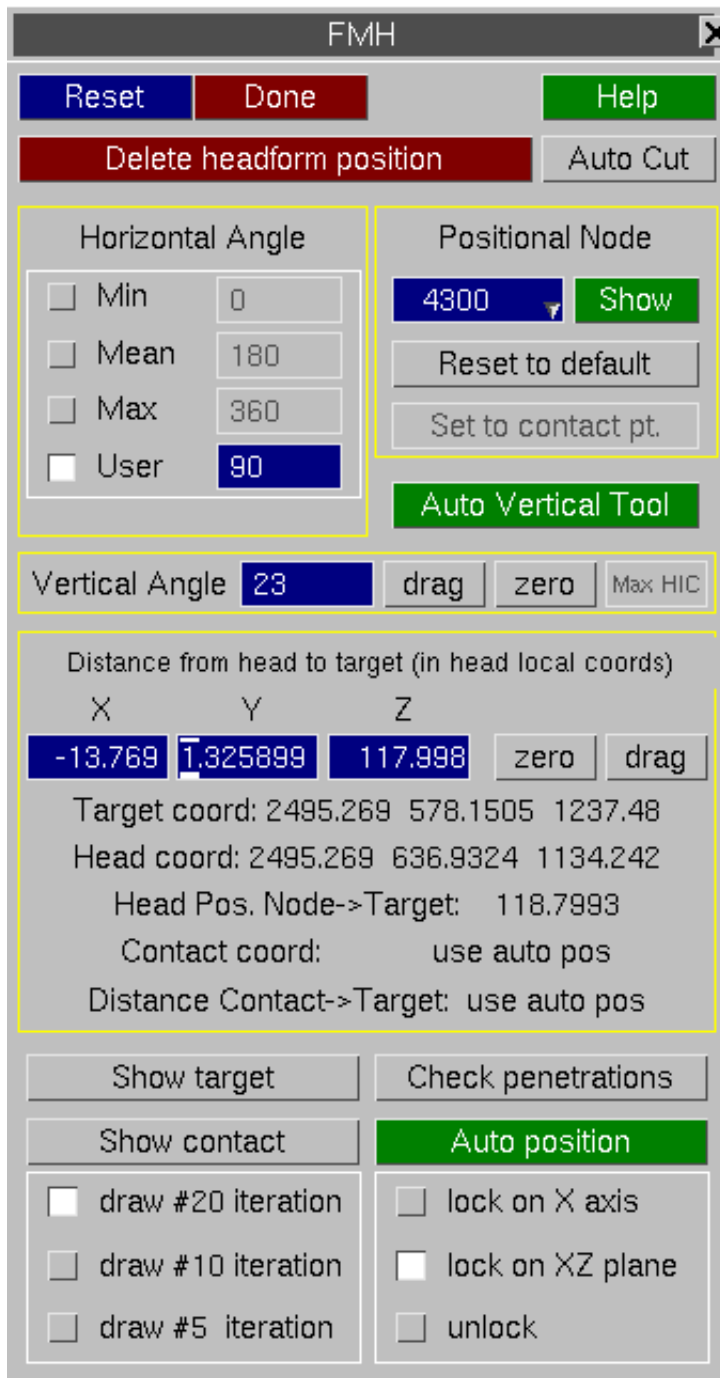 FMH
Reset Done Help
Delete headform position Auto Cut
Horizontal Angle
Min 0
Mean 180
Max 360
User 90
Positional Node
4300 Show
Reset to default
Set to contact pt.
Auto Vertical Tool
Vertical Angle 23 drag zero Max HIC
Distance from head to target (in head local coords)
X Y Z
-13.769 1.325899 117.998 zero drag
Target coord: 2495.269 578.1505 1237.48
Head coord: 2495.269 636.9324 1134.242
Head Pos. Node->Target: 118.7993
Contact coord: use auto pos
Distance Contact->Target: use auto pos
Show target Check penetrations
Show contact Auto position
draw #20 iteration
draw #10 iteration
draw #5 iteration
lock on X axis
lock on XZ plane
unlock